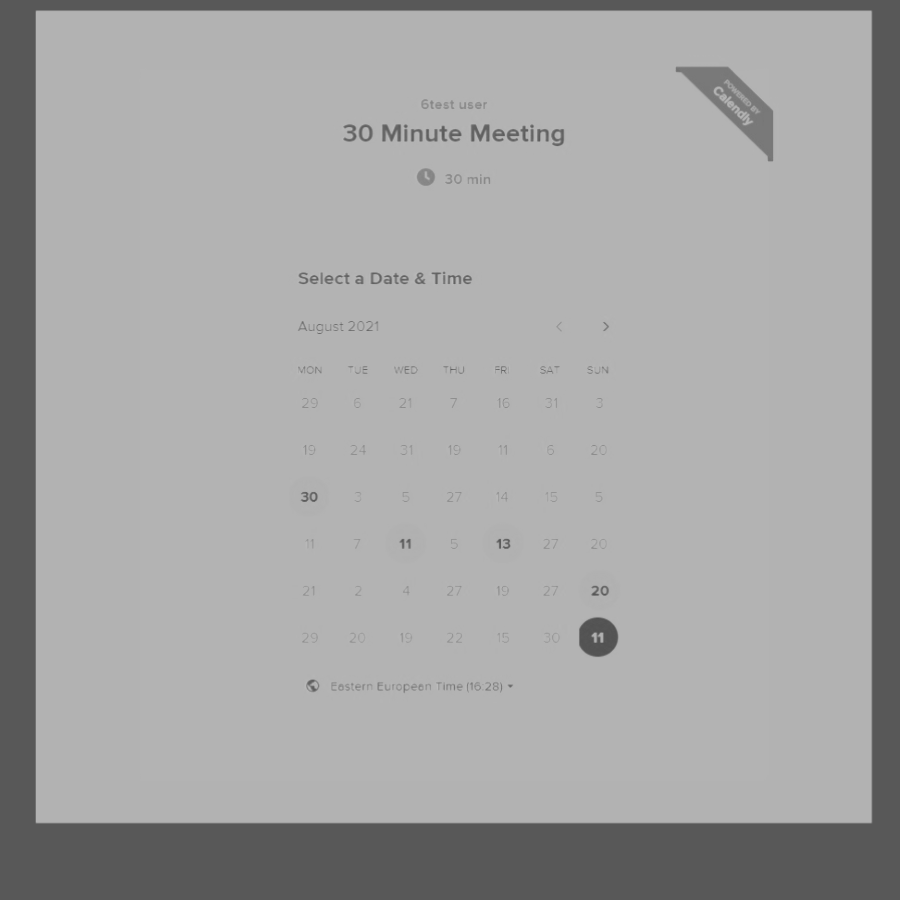 POWERED BY
Calendly
6test user
30 Minute Meeting
30 min
Select a Date & Time
August 2021
MON TUE WED THU FRI SAT SUN
29 6 21 7 16 31 3
19 24 31 19 11 6 20
30 3 5 27 14 15 5
11 7 11 5 13 27 20
21 2 4 27 19 27 20
29 20 19 22 15 30 11
Eastern European Time (16:28)